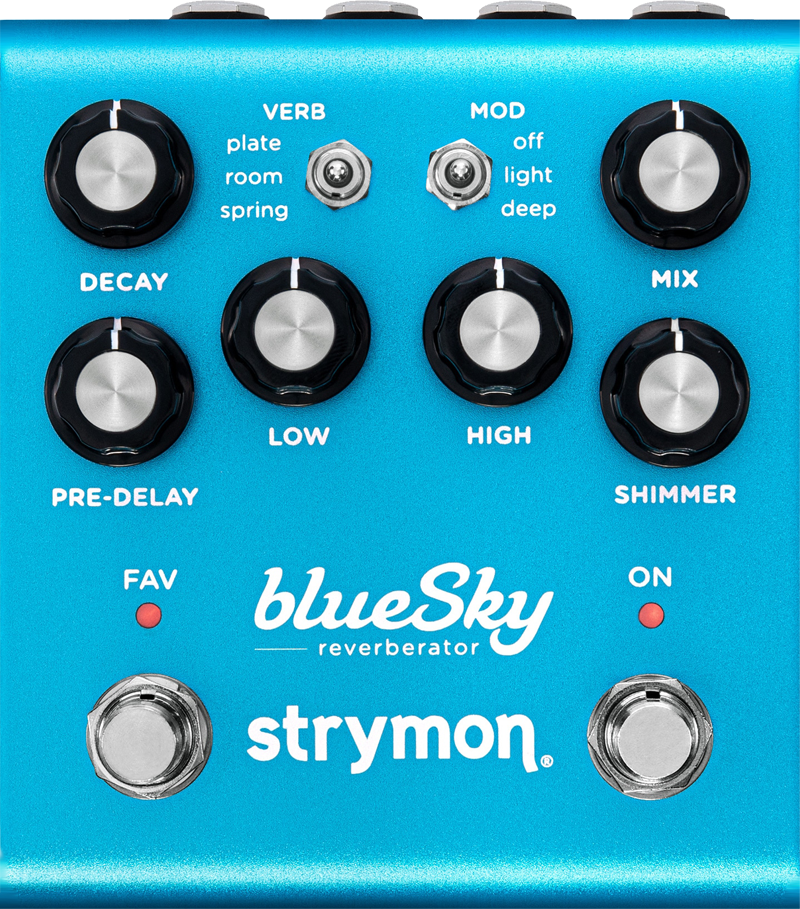 VERB
plate
room
spring
MOD
off
light
deep
DECAY
MIX
LOW
HIGH
PRE-DELAY
SHIMMER
FAV
ON
blueSky
reverberator
strymon®